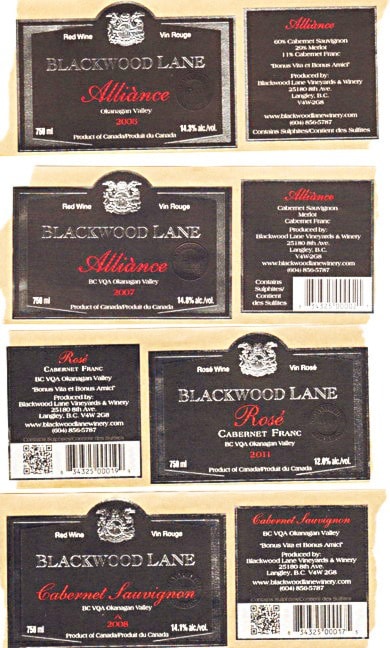 Red Wine Vin Rouge
BLACKWOOD LANE
Alliànce
Okanagan Valley
750 ml
14.3% alc./vol.
Product of Canada/Produit du Canada
Alliànce
60% Cabernet Sauvignon
20% Merlot
11% Cabernet Franc
"Bonus Vita et Bonus Amici"
Produced by:
Blackwood Lane Vineyards & Winery
25180 8th Ave.
Langley, B.C.
V4W2G8
www.blackwoodlanewinery.com
(604) 856-5787
Contains Sulphites/Contient des Sulfites
Red Wine Vin Rouge
BLACKWOOD LANE
Alliànce
BC VQA Okanagan Valley
2007
750 ml
14.8% alc./vol.
Product of Canada/Produit du Canada
Alliànce
Cabernet Sauvignon
Merlot
Cabernet Franc
Produced by:
Blackwood Lane Vineyards & Winery
25180 8th Ave.
Langley, B.C.
V4W2G8
www.blackwoodlanewinery.com
(604) 856-5787
Contains
Sulphites/
Contient
des Sulfites
Rosé
CABERNET FRANC
BC VQA Okanagan Valley
"Bonus Vita et Bonus Amici"
Produced by:
Blackwood Lane Vineyards & Winery
25180 8th Ave.
Langley, B.C. V4W 2G8
www.blackwoodlanewinery.com
(604) 856-5787
Contains Sulphites/Contient des Sulfites
34325 00019
Rosé Wine Vin Rosé
BLACKWOOD LANE
Rosé
CABERNET FRANC
BC VQA Okanagan Valley
2011
750 ml
12.8% alc./vol.
Product of Canada/Produit du Canada
Red Wine Vin Rouge
BLACKWOOD LANE
Cabernet Sauvignon
BC VQA Okanagan Valley
2008
750 ml
14.1% alc./vol.
Product of Canada/Produit du Canada
Cabernet Sauvignon
BC VQA Okanagan Valley
"Bonus Vita et Bonus Amici"
Produced by:
Blackwood Lane Vineyards & Winery
25180 8th Ave.
Langley, B.C. V4W 2G8
www.blackwoodlanewinery.com
(604) 856-5787
Contains Sulphites/Contient des Sulfites
34325 00017